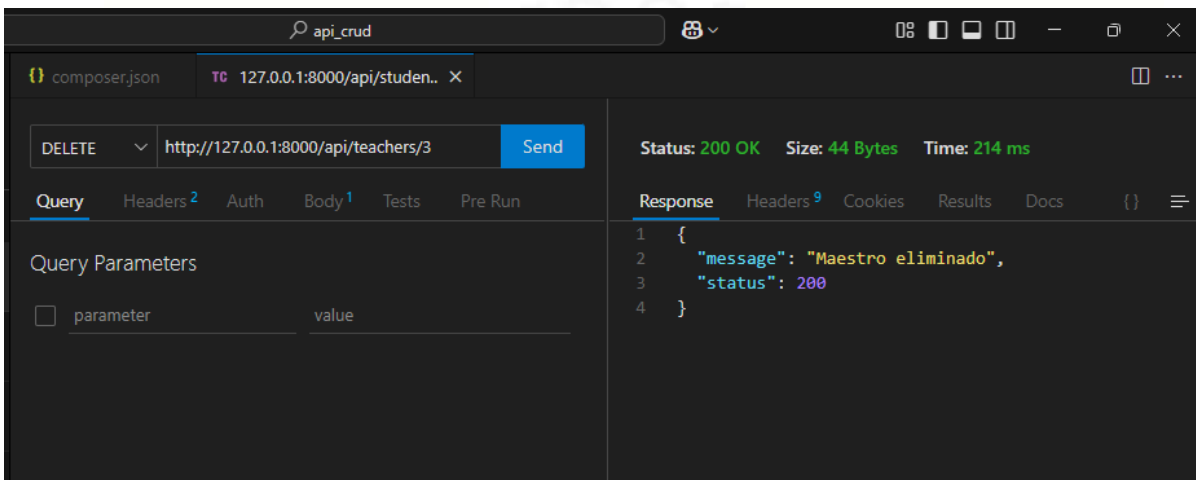 api_crud
{} composer.json
TC 127.0.0.1:8000/api/studen..
DELETE http://127.0.0.1:8000/api/teachers/3 Send
Query Headers 2 Auth Body 1 Tests Pre Run
Query Parameters
parameter value
Status: 200 OK Size: 44 Bytes Time: 214 ms
Response Headers 9 Cookies Results Docs {}
1 {
2 "message": "Maestro eliminado",
3 "status": 200
4 }